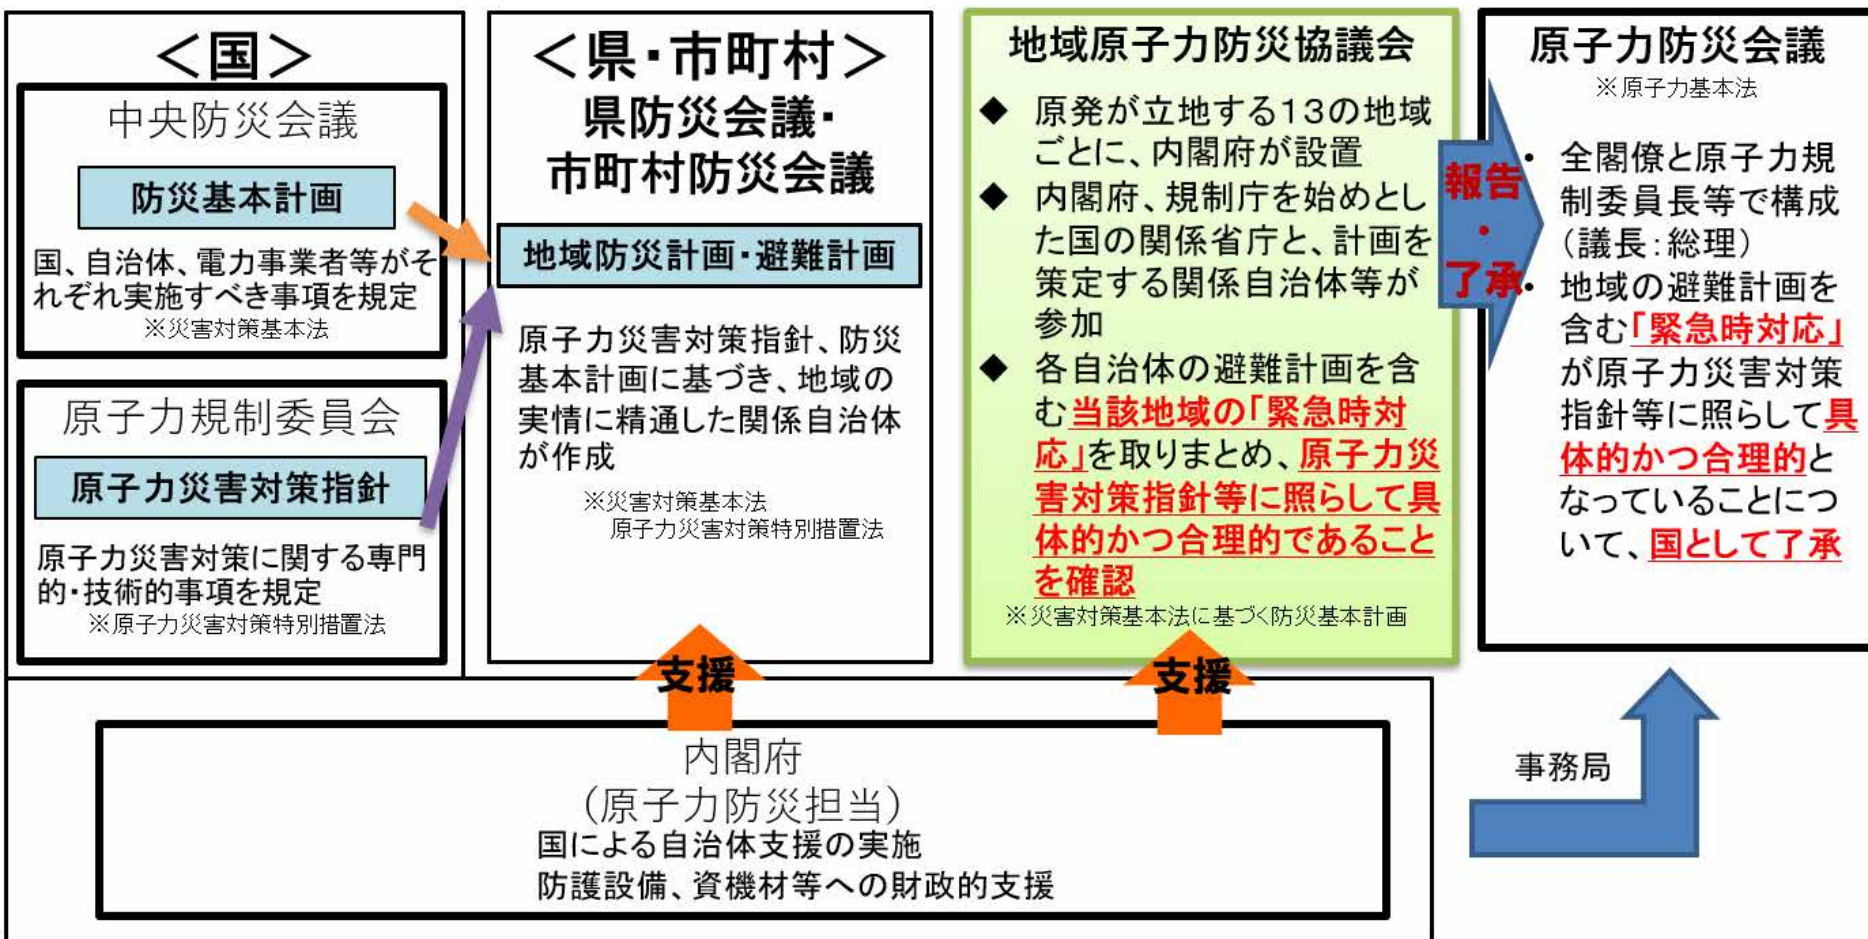 <国>
中央防災会議
防災基本計画
国、自治体、電力事業者等がそ
れぞれ実施すべき事項を規定
※災害対策基本法
原子力規制委員会
原子力災害対策指針
原子力災害対策に関する専門
的・技術的事項を規定
※原子力災害対策特別措置法
<県・市町村>
県防災会議・
市町村防災会議
地域防災計画・避難計画
原子力災害対策指針、防災
基本計画に基づき、地域の
実情に精通した関係自治体
が作成
※災害対策基本法
原子力災害対策特別措置法
地域原子力防災協議会
◆ 原発が立地する13の地域
ごとに、内閣府が設置
◆ 内閣府、規制庁を始めとし
た国の関係省庁と、計画を
策定する関係自治体等が
参加
◆ 各自治体の避難計画を含
む当該地域の「緊急時対
応」を取りまとめ、原子力災
害対策指針等に照らして具
体的かつ合理的であること
を確認
※災害対策基本法に基づく防災基本計画
報告
・
了承
原子力防災会議
※原子力基本法
・ 全閣僚と原子力規
制委員長等で構成
(議長:総理)
・ 地域の避難計画を
含む「緊急時対応」
が原子力災害対策
指針等に照らして具
体的かつ合理的と
なっていることにつ
いて、国として了承
支援
支援
内閣府
(原子力防災担当)
国による自治体支援の実施
防護設備、資機材等への財政的支援
事務局